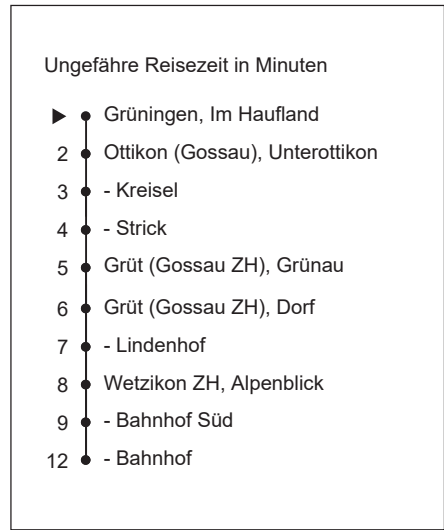 Ungefähre Reisezeit in Minuten
Grüningen, Im Haufland
2 Ottikon (Gossau), Unterottikon
3 - Kreisel
4 - Strick
5 Grüt (Gossau ZH), Grünau
6 Grüt (Gossau ZH), Dorf
7 - Lindenhof
8 Wetzikon ZH, Alpenblick
9 - Bahnhof Süd
12 - Bahnhof